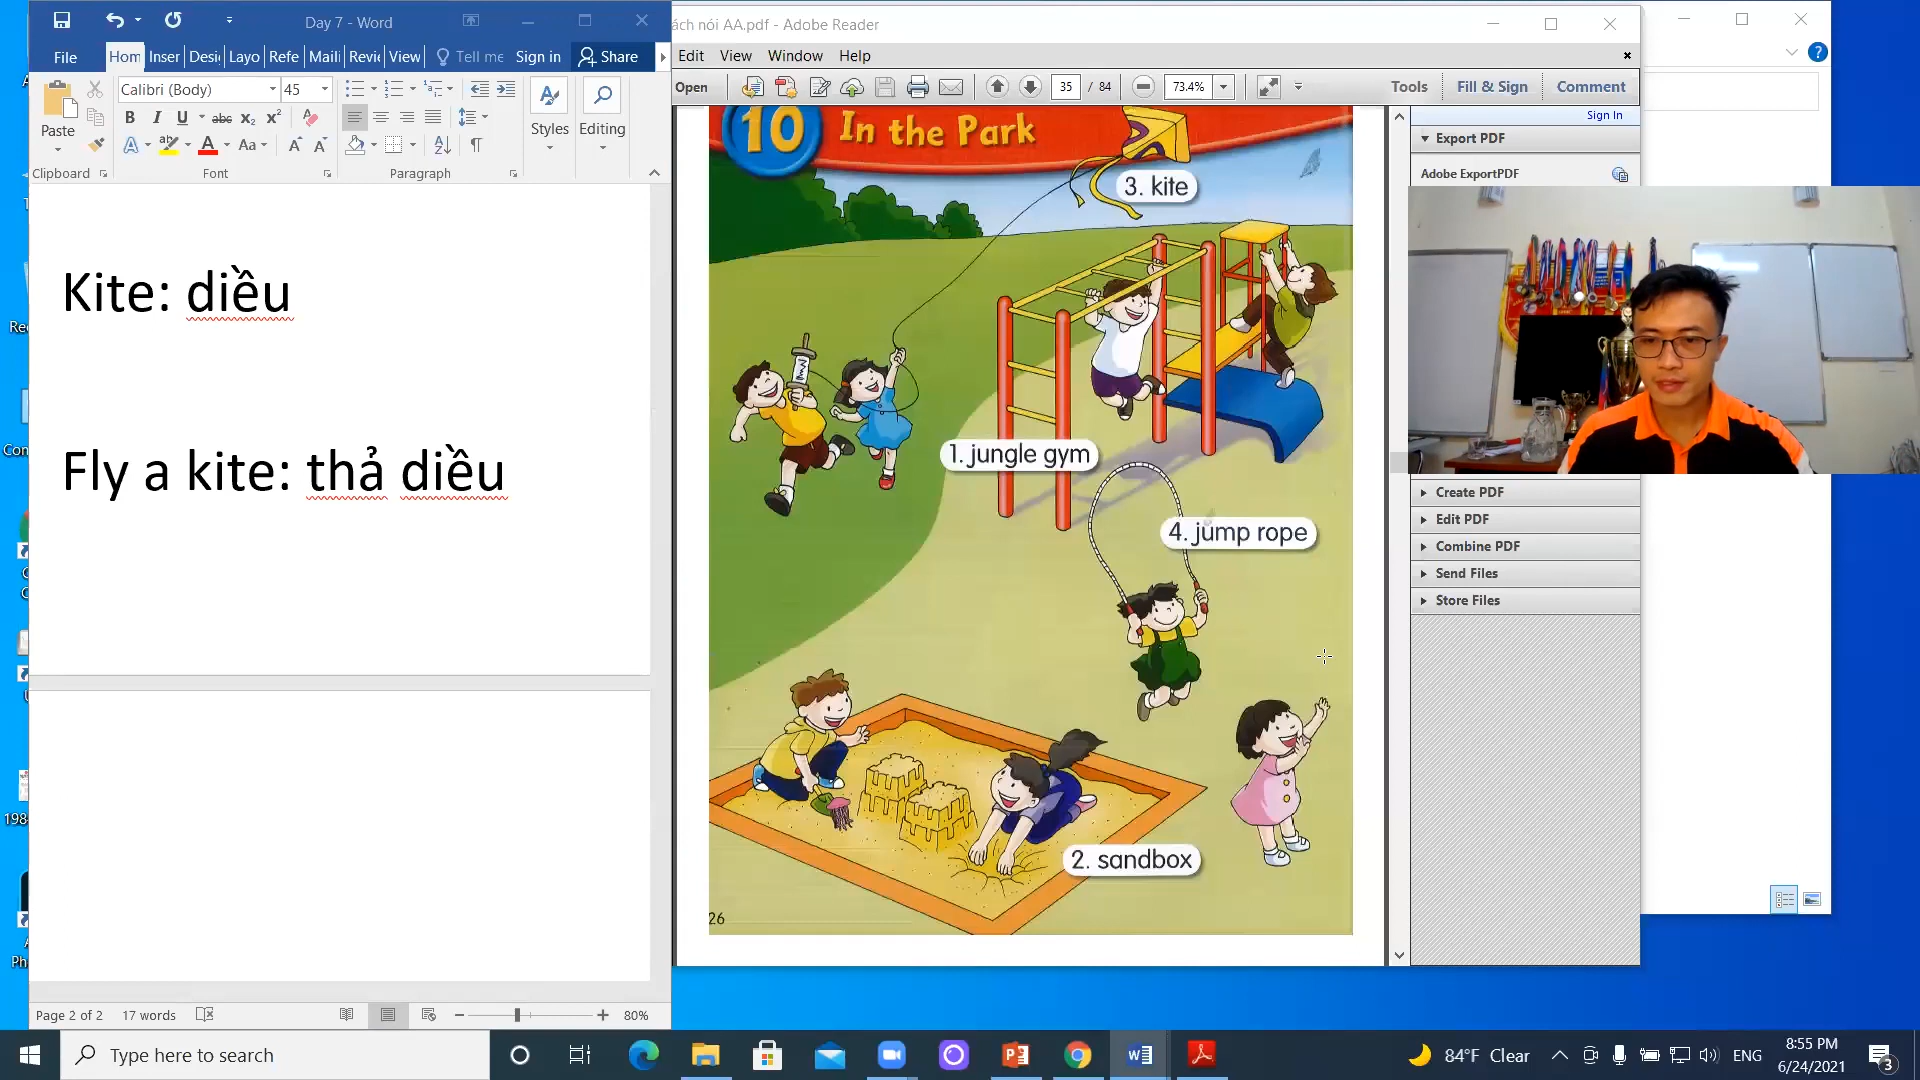 Day 7 - Word
ách nói AA.pdf - Adobe Reader
File
Hom
Inser
Layo
Refe
Maili
View
Tell me
Sign in
Share
Edit
View
Window
Help
Calibri (Body)
45
Paste
Styles
Editing
Clipboard
Font
Paragraph
Open
35 / 84
73.4%
Tools
Fill & Sign
Comment
Sign In
Export PDF
Adobe ExportPDF
Create PDF
Edit PDF
Combine PDF
Send Files
Store Files
Kite: diều
Fly a kite: thả diều
10 In the Park
3. kite
1. jungle gym
4. jump rope
2. sandbox
26
Page 2 of 2
17 words
80%
Type here to search
84°F Clear
ENG
8:55 PM
6/24/2021
3